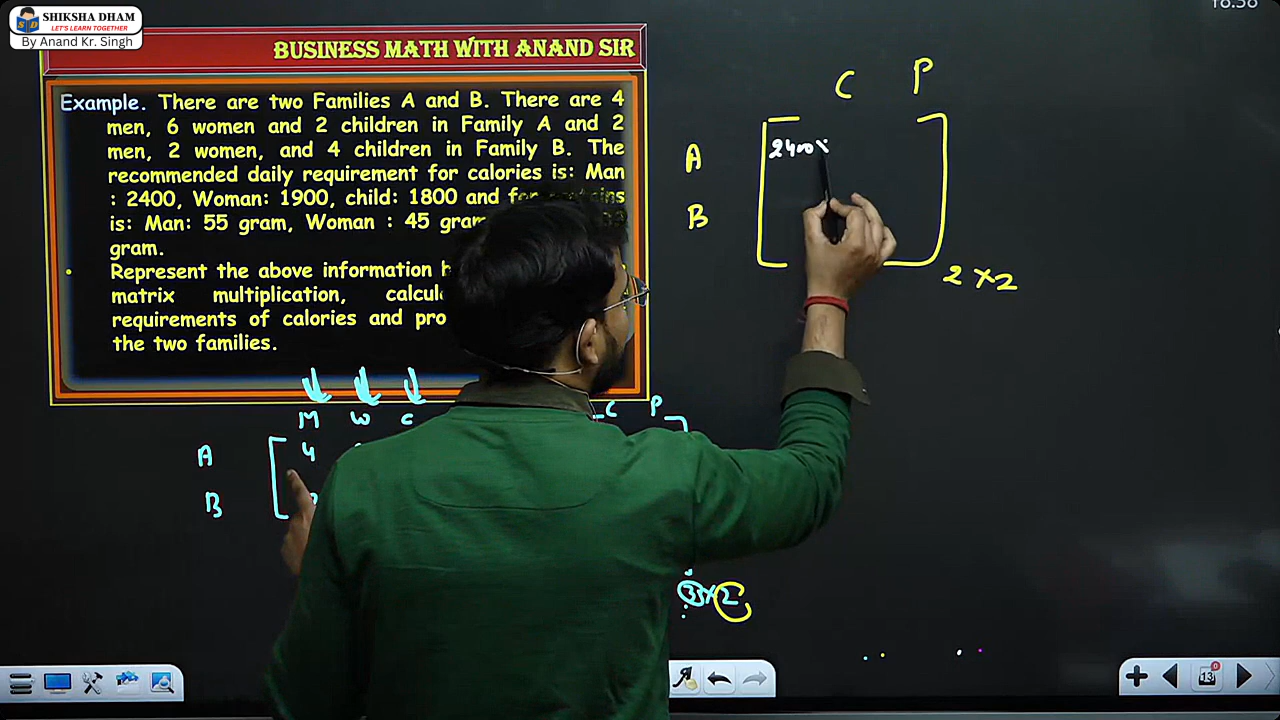 SHIKSHA DHAM
LET'S LEARN TOGETHER
By Anand Kr. Singh
BUSINESS MATH WITH ANAND SIR
Example. There are two Families A and B. There are 4
men, 6 women and 2 children in Family A and 2
men, 2 women, and 4 children in Family B. The
recommended daily requirement for calories is: Man
: 2400, Woman: 1900, child: 1800 and for
is: Man: 55 gram, Woman : 45
gram.
• Represent the above information
matrix multiplication,
requirements of calories and
the two families.
C P
A 2400 ×
B
2 × 2
M W C
C P
A 4
B
3 × 2
13